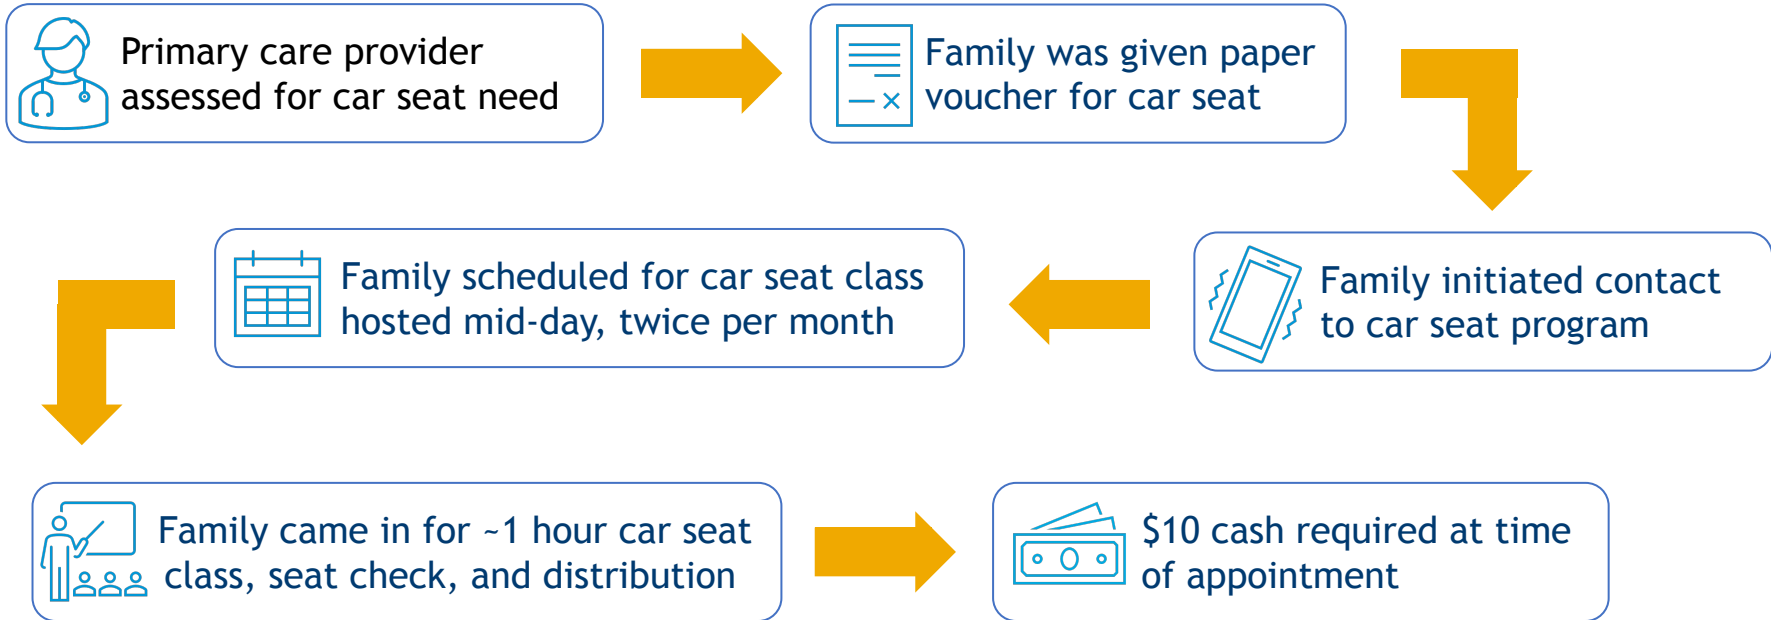 Primary care provider
assessed for car seat need
Family was given paper
voucher for car seat
Family initiated contact
to car seat program
Family scheduled for car seat class
hosted mid-day, twice per month
Family came in for ~1 hour car seat
class, seat check, and distribution
$10 cash required at time
of appointment